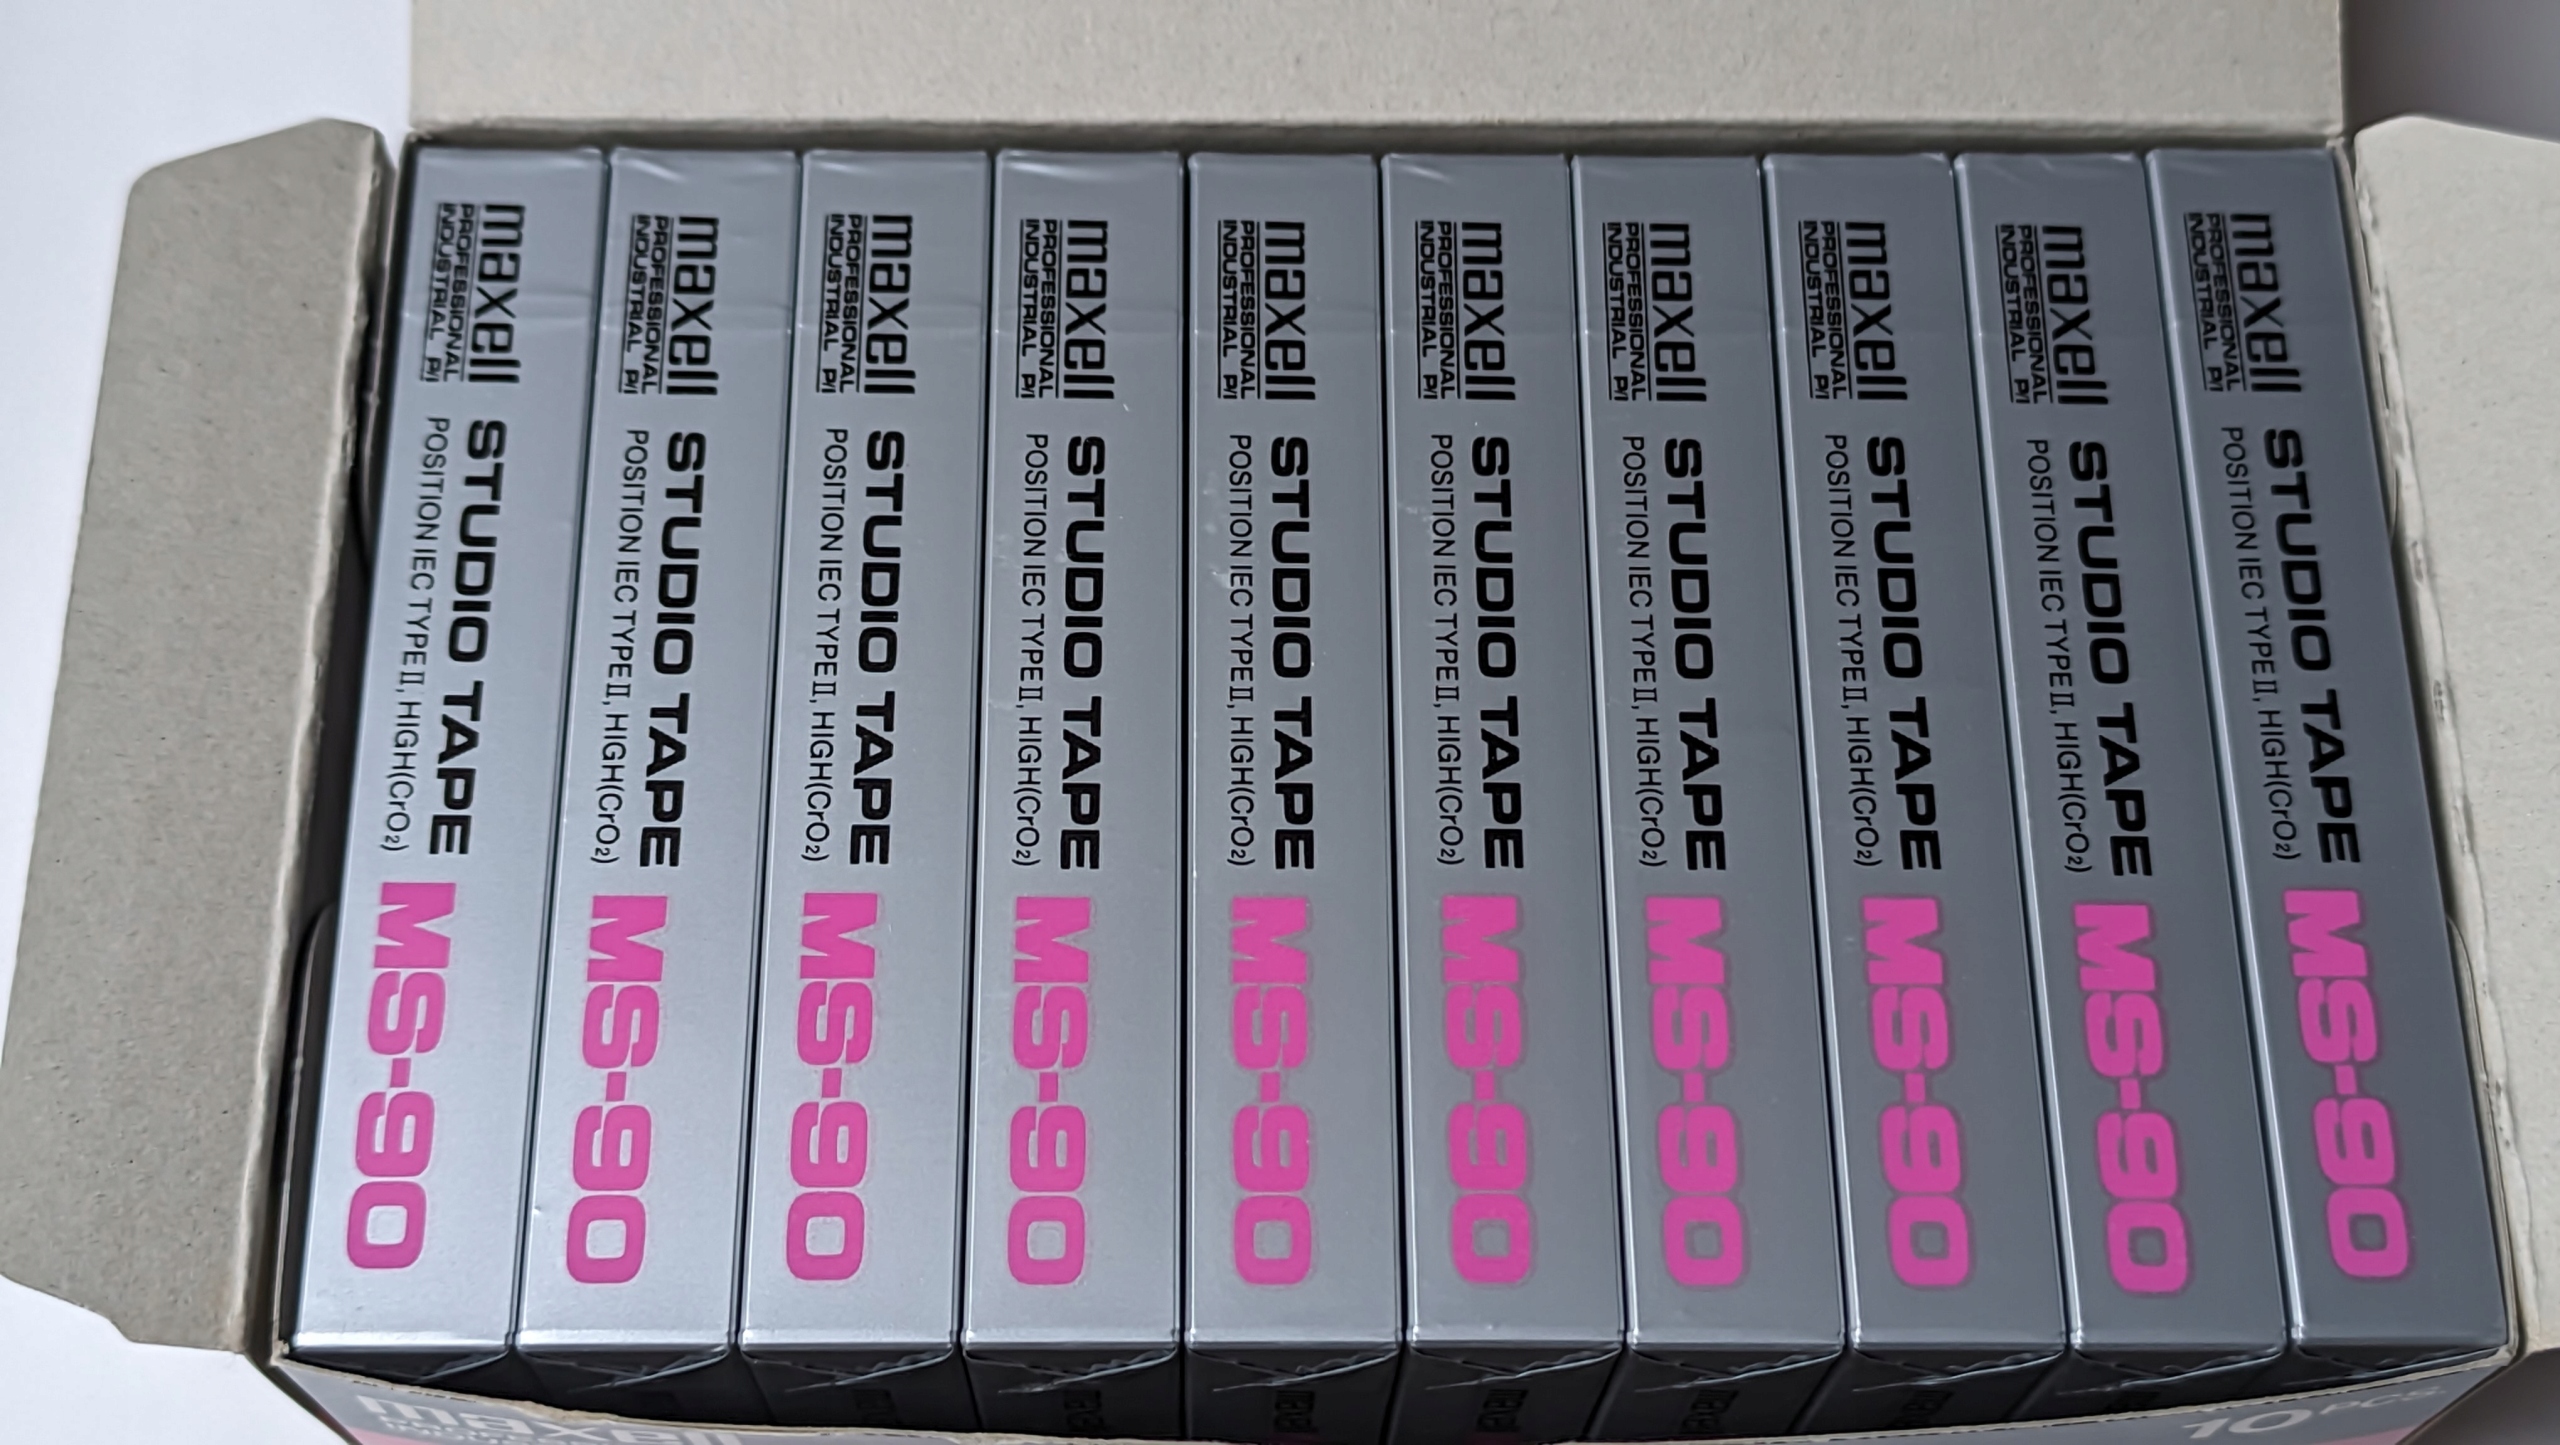 maxell
PROFESSIONAL
INDUSTRIAL P/I
STUDIO TAPE
POSITION IEC TYPE II, HIGH(CrO₂)
MS-90
maxell
PROFESSIONAL
INDUSTRIAL P/I
STUDIO TAPE
POSITION IEC TYPE II, HIGH(CrO₂)
MS-90
maxell
PROFESSIONAL
INDUSTRIAL P/I
STUDIO TAPE
POSITION IEC TYPE II, HIGH(CrO₂)
MS-90
maxell
PROFESSIONAL
INDUSTRIAL P/I
STUDIO TAPE
POSITION IEC TYPE II, HIGH(CrO₂)
MS-90
maxell
PROFESSIONAL
INDUSTRIAL P/I
STUDIO TAPE
POSITION IEC TYPE II, HIGH(CrO₂)
MS-90
maxell
PROFESSIONAL
INDUSTRIAL P/I
STUDIO TAPE
POSITION IEC TYPE II, HIGH(CrO₂)
MS-90
maxell
PROFESSIONAL
INDUSTRIAL P/I
STUDIO TAPE
POSITION IEC TYPE II, HIGH(CrO₂)
MS-90
maxell
PROFESSIONAL
INDUSTRIAL P/I
STUDIO TAPE
POSITION IEC TYPE II, HIGH(CrO₂)
MS-90
maxell
PROFESSIONAL
INDUSTRIAL P/I
STUDIO TAPE
POSITION IEC TYPE II, HIGH(CrO₂)
MS-90
maxell
PROFESSIONAL
INDUSTRIAL P/I
STUDIO TAPE
POSITION IEC TYPE II, HIGH(CrO₂)
MS-90
maxell
10 PCS